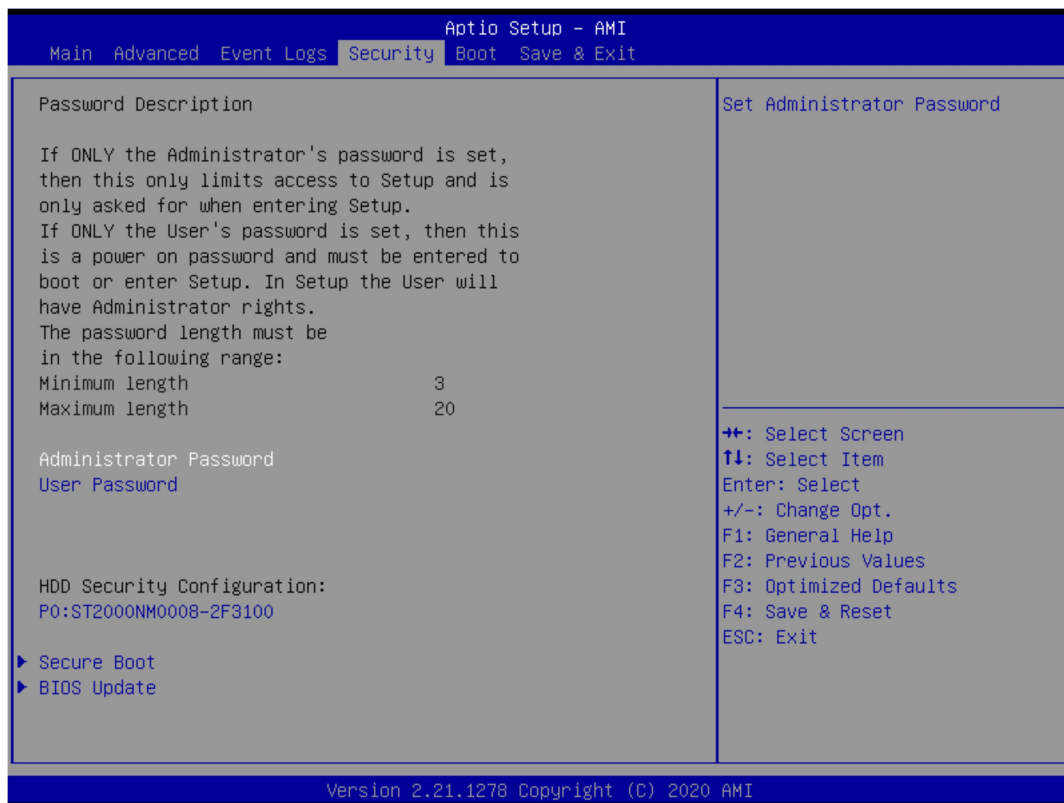 Aptio Setup – AMI
Main Advanced Event Logs Security Boot Save & Exit
Password Description
If ONLY the Administrator's password is set,
then this only limits access to Setup and is
only asked for when entering Setup.
If ONLY the User's password is set, then this
is a power on password and must be entered to
boot or enter Setup. In Setup the User will
have Administrator rights.
The password length must be
in the following range:
Minimum length 3
Maximum length 20
Administrator Password
User Password
HDD Security Configuration:
P0:ST2000NM0008-2F3100
Secure Boot
BIOS Update
Set Administrator Password
→←: Select Screen
↑↓: Select Item
Enter: Select
+/-: Change Opt.
F1: General Help
F2: Previous Values
F3: Optimized Defaults
F4: Save & Reset
ESC: Exit
Version 2.21.1278 Copyright (C) 2020 AMI